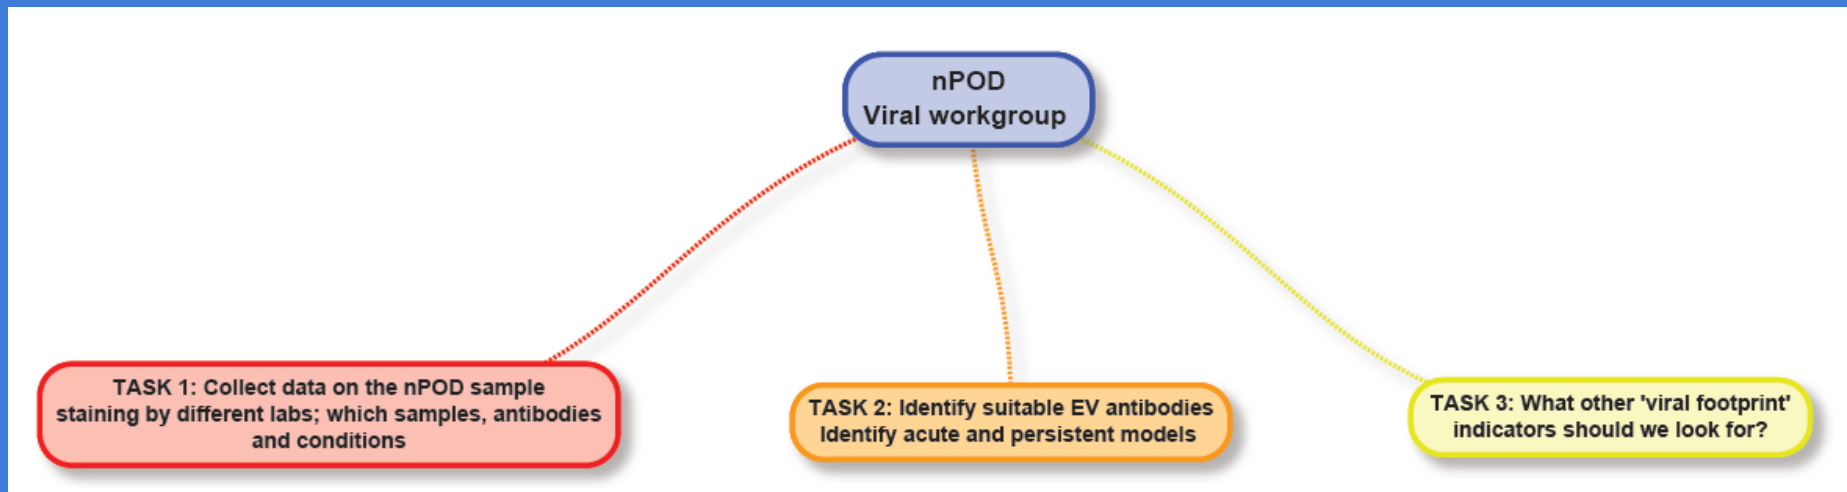 nPOD
Viral workgroup
TASK 1: Collect data on the nPOD sample
staining by different labs; which samples, antibodies
and conditions
TASK 2: Identify suitable EV antibodies
Identify acute and persistent models
TASK 3: What other 'viral footprint'
indicators should we look for?